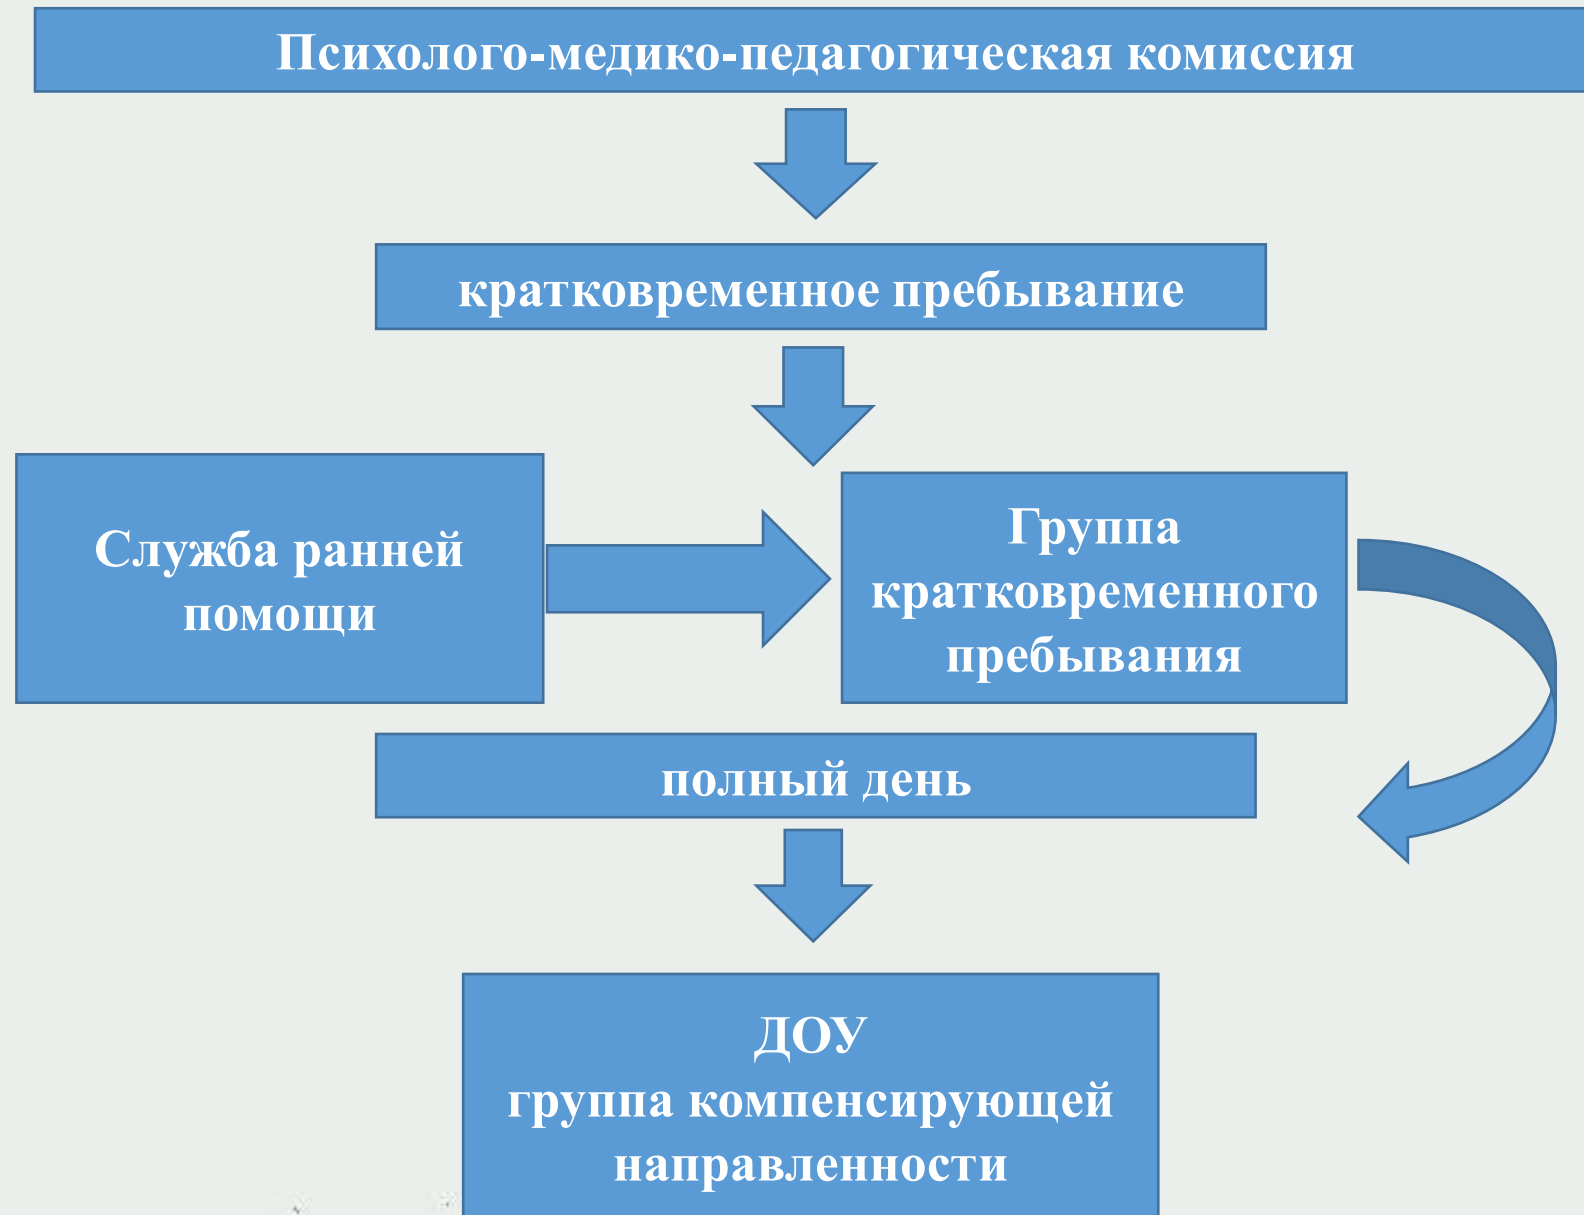 Психолого-медико-педагогическая комиссия
кратковременное пребывание
Служба ранней
помощи
Группа
кратковременного
пребывания
полный день
ДОУ
группа компенсирующей
направленности